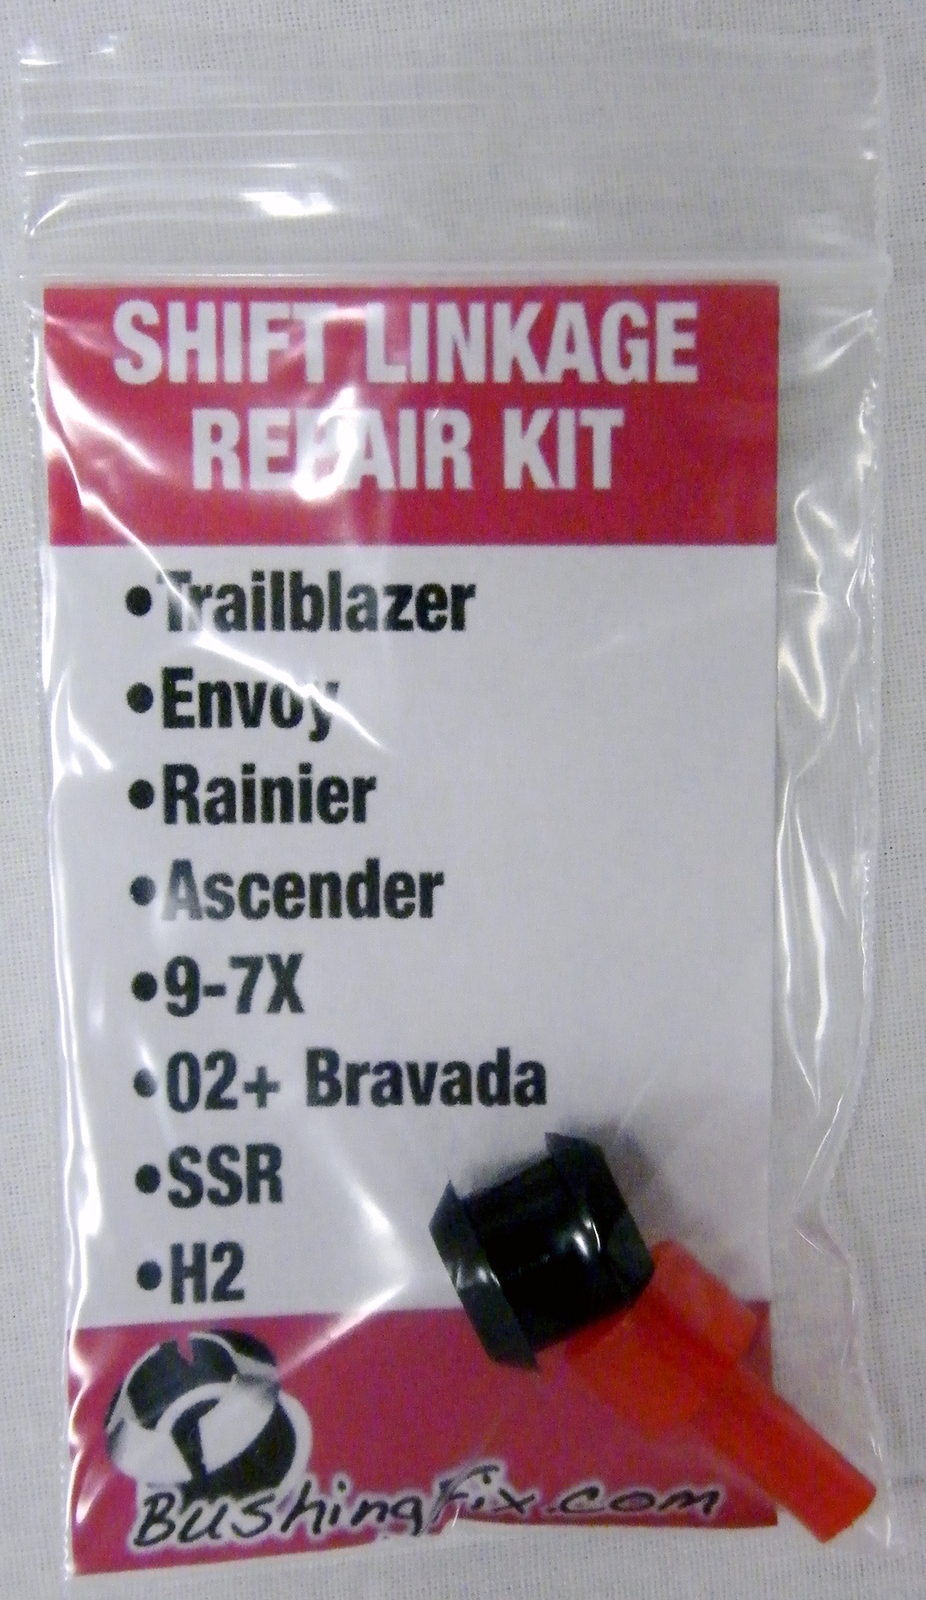 SHIFT LINKAGE
REPAIR KIT
•Trailblazer
•Envoy
•Rainier
•Ascender
•9-7X
•02+ Bravada
•SSR
•H2
BushingFix.com